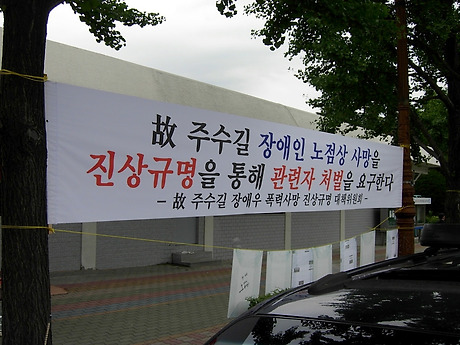 故 주수길 장애인 노점상 사망을
진상규명을 통해 관련자 처벌을 요구한다
- 故 주수길 장애우 폭력사망 진상규명 대책위원회 -